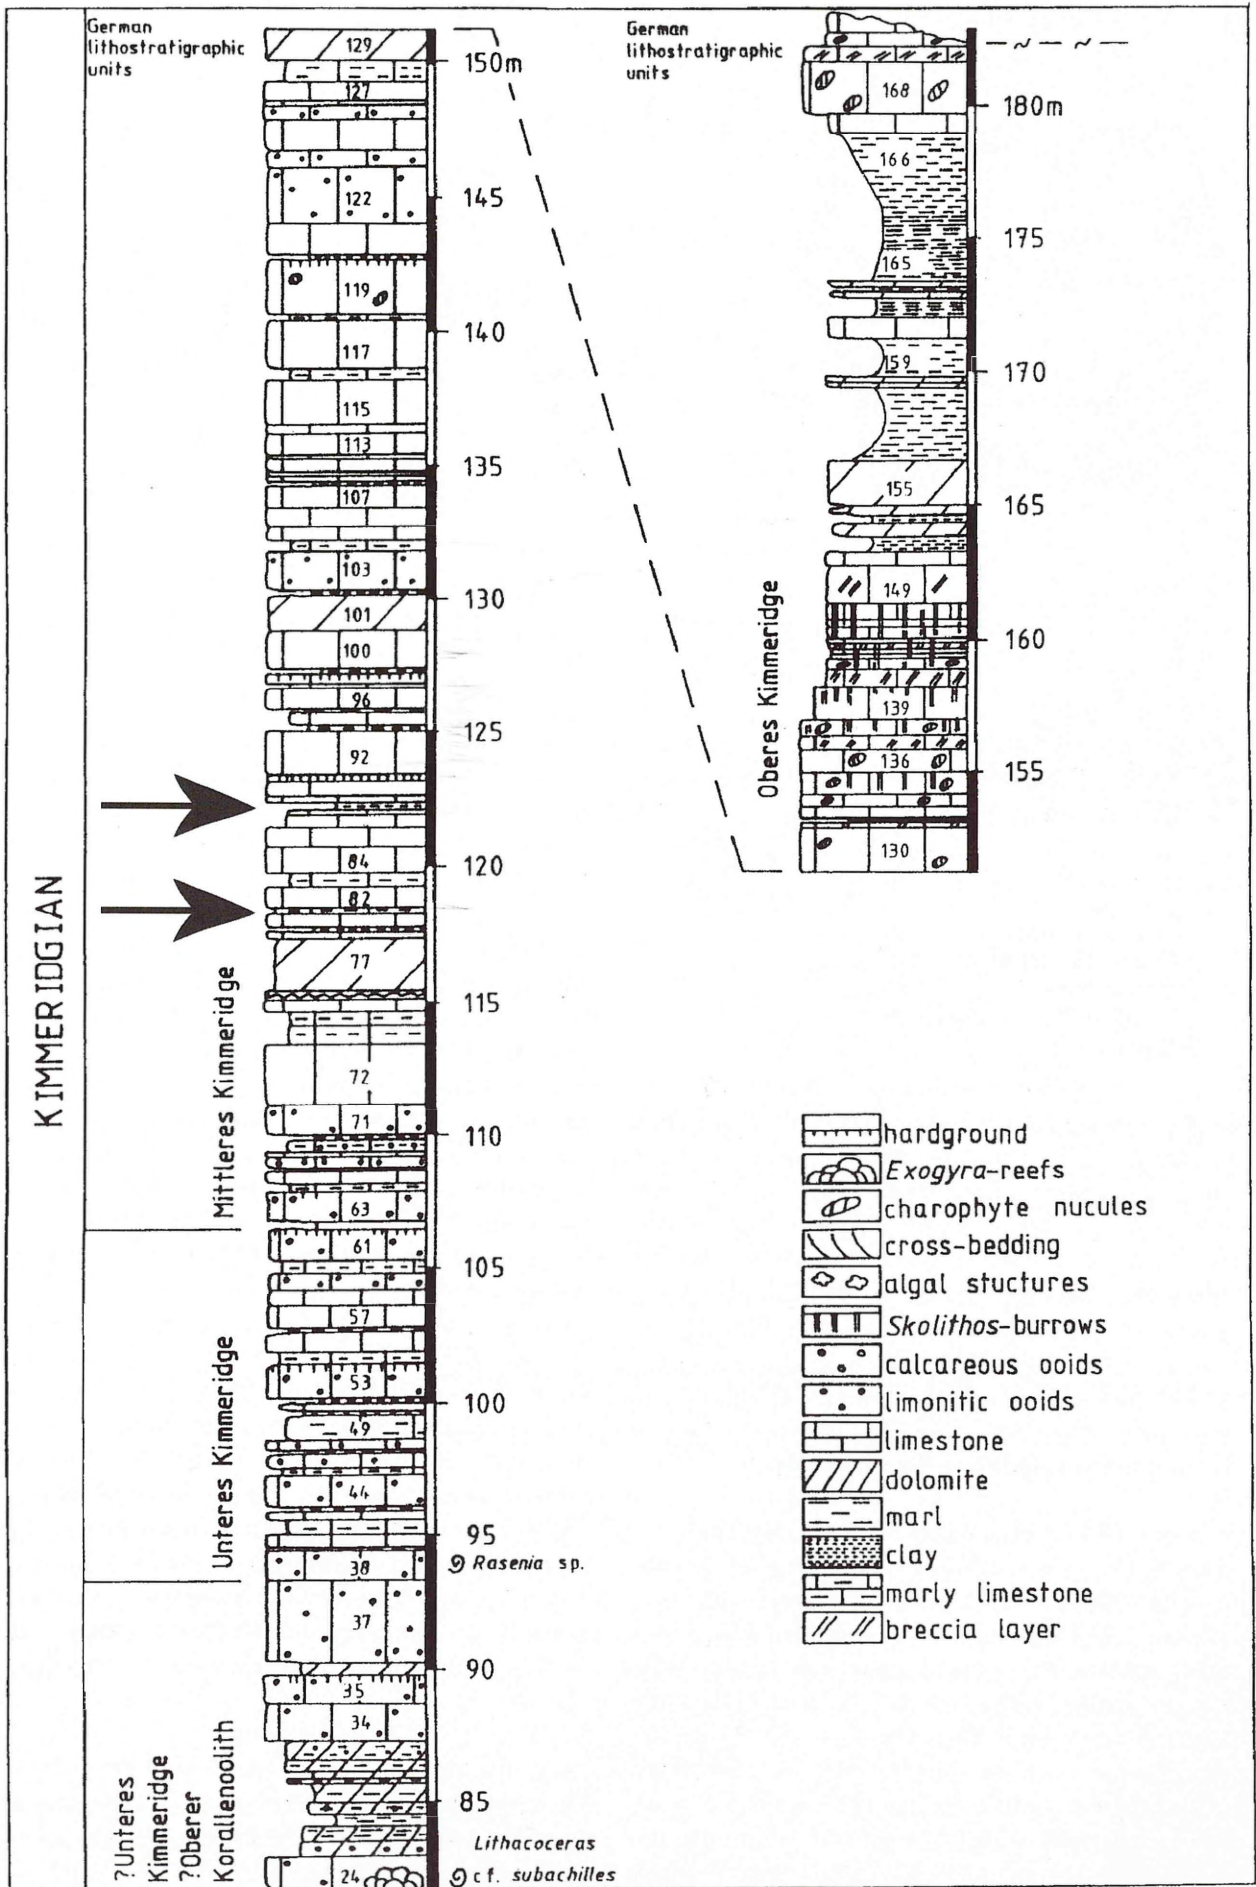 German
lithostratigraphic
units
129
150m
127
122
145
119
140
117
115
113
135
107
103
130
101
100
96
125
92
84
120
82
77
115
72
71
110
63
61
105
57
53
100
49
44
95
38
Rasenia sp.
37
90
35
34
85
Lithacoceras
24
cf. subachilles
KIMMERIDGIAN
Mittleres Kimmeridge
Unteres Kimmeridge
?Unteres
Kimmeridge
?Oberer
Korallenoolith
German
lithostratigraphic
units
168
180m
166
175
165
159
170
155
165
149
160
139
136
155
130
Oberes Kimmeridge
hardground
Exogyra-reefs
charophyte nucules
cross-bedding
algal stuctures
Skolithos-burrows
calcareous ooids
limonitic ooids
limestone
dolomite
marl
clay
marly limestone
breccia layer